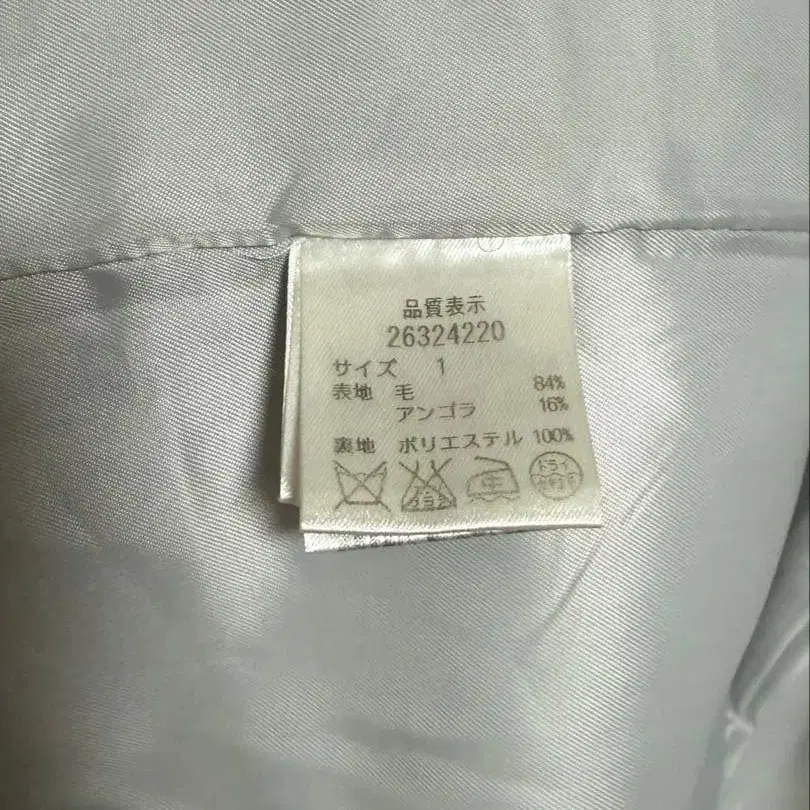 品質表示
26324220
サイズ 1
表地 毛 84%
アンゴラ 16%
裏地 ポリエステル 100%
中
ドライ